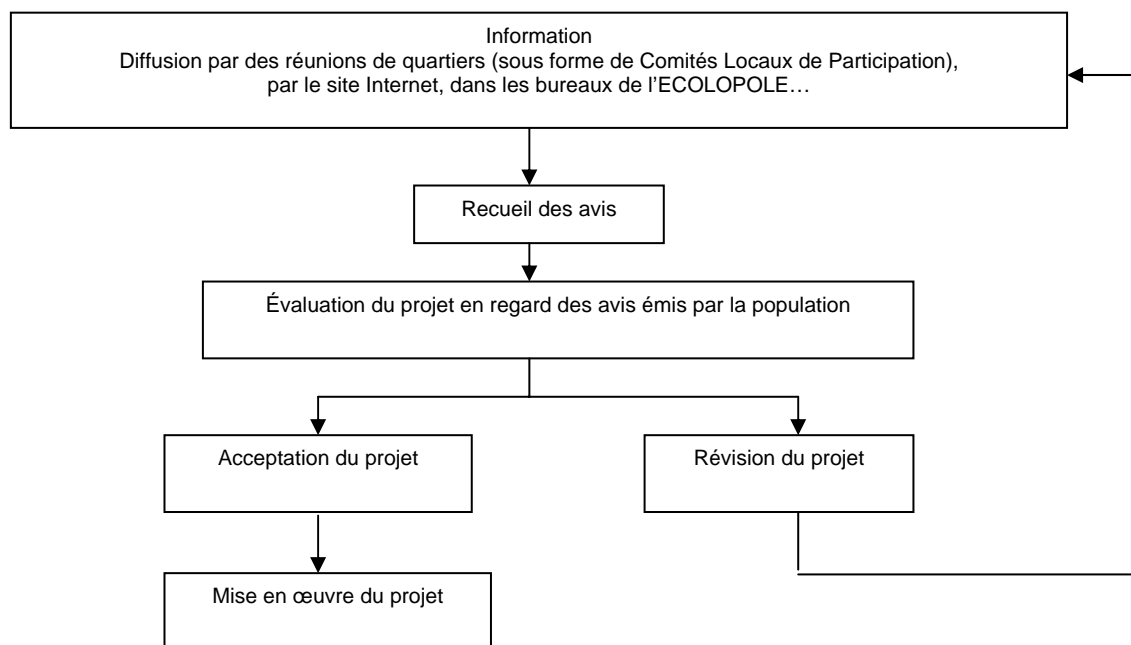 Information
Diffusion par des réunions de quartiers (sous forme de Comités Locaux de Participation),
par le site Internet, dans les bureaux de l’ECOLOPOLE…
Recueil des avis
Évaluation du projet en regard des avis émis par la population
Acceptation du projet
Révision du projet
Mise en œuvre du projet